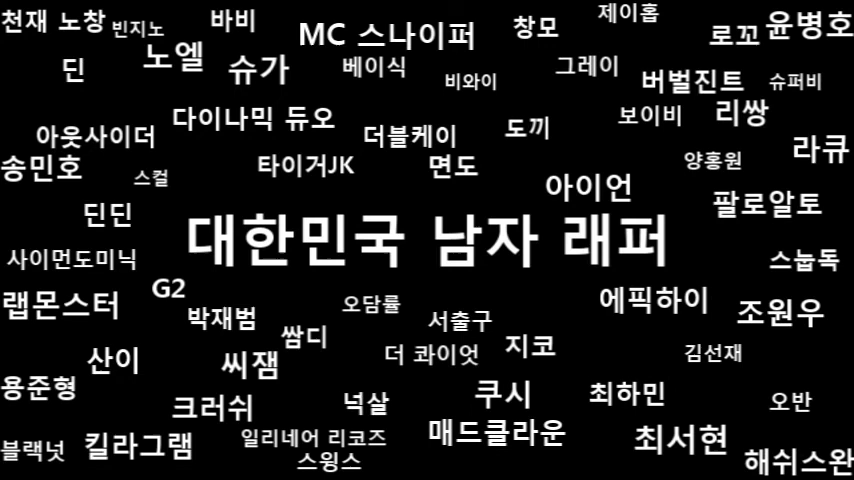 천재 노창
빈지노
바비
MC 스나이퍼
창모
제이홉
로꼬
윤병호
딘
노엘
슈가
베이식
비와이
그레이
버벌진트
슈퍼비
아웃사이더
다이나믹 듀오
더블케이
도끼
보이비
리쌍
라큐
송민호
스컬
타이거JK
면도
양홍원
아이언
팔로알토
딘딘
대한민국 남자 래퍼
사이먼도미닉
스눕독
랩몬스터
G2
박재범
오담률
서출구
에픽하이
조원우
쌈디
산이
씨잼
더 콰이엇
지코
김선재
용준형
크러쉬
넉살
쿠시
최하민
오반
블랙넛
킬라그램
일리네어 리코즈
스윙스
매드클라운
최서현
해쉬스완